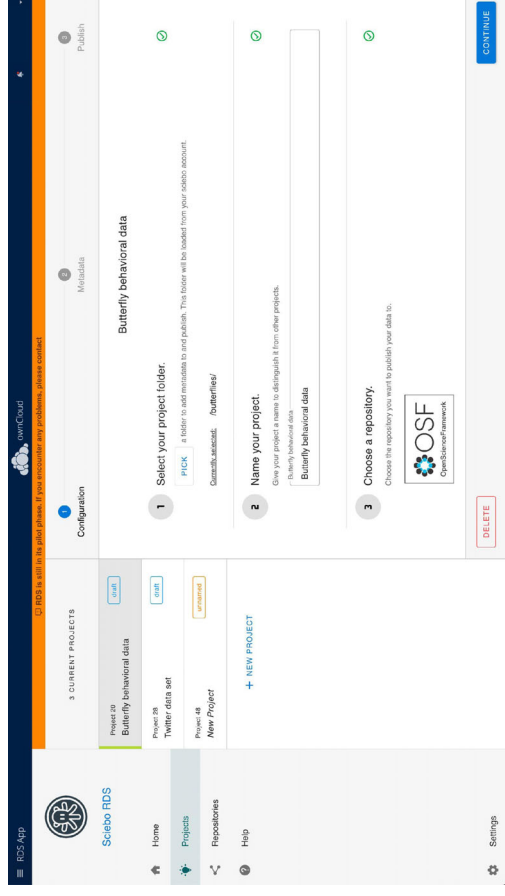 RDS App
ownCloud
RDS is still in its pilot phase. If you encounter any problems, please contact
Sciebo RDS
Home
Projects
Repositories
Help
Settings
3 CURRENT PROJECTS
Project 20
Butterfly behavioral data
draft
Project 28
Twitter data set
draft
Project 48
New Project
unnamed
+ NEW PROJECT
1
Configuration
2
Metadata
3
Publish
Butterfly behavioral data
1
Select your project folder.
PICK a folder to add metadata to and publish. This folder will be loaded from your sciebo account.
Currently selected: /butterflies/
2
Name your project.
Give your project a name to distinguish it from other projects.
Butterfly behavioral data
Butterfly behavioral data
3
Choose a repository.
Choose the repository you want to publish your data to.
OSF
OpenScienceFramework
DELETE
CONTINUE